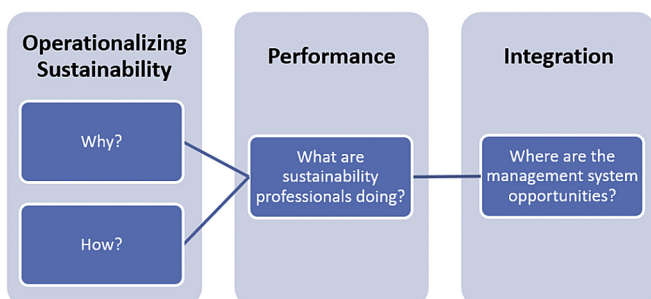 Operationalizing
Sustainability
Why?
How?
Performance
What are
sustainability
professionals doing?
Integration
Where are the
management system
opportunities?